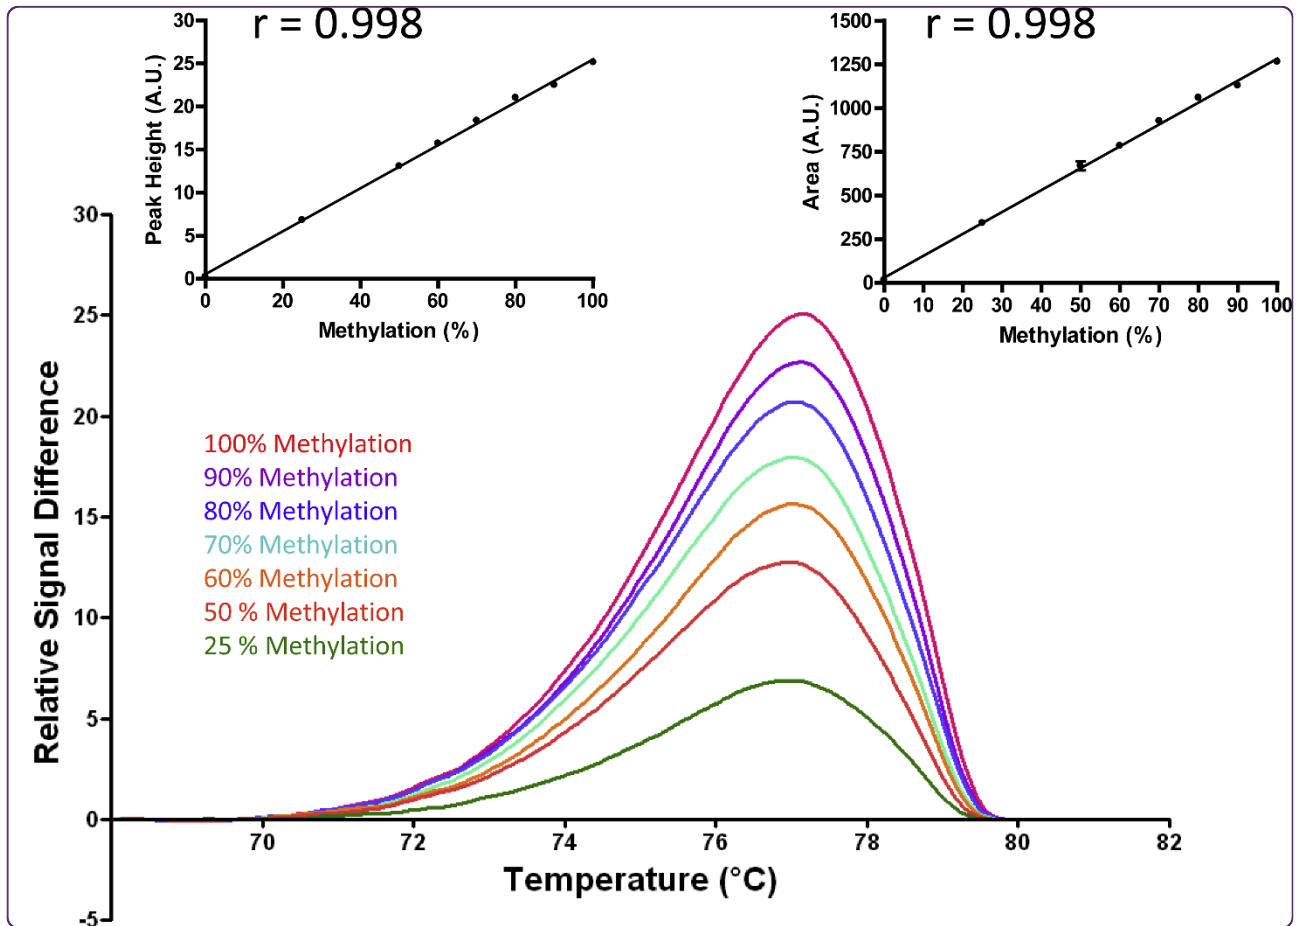 r = 0.998
30
25
20
15
10
5
0
Peak Height (A.U.)
0 20 40 60 80 100
Methylation (%)
r = 0.998
1500
1250
1000
750
500
250
0
Area (A.U.)
0 10 20 30 40 50 60 70 80 90 100
Methylation (%)
30
25
20
15
10
5
0
-5
Relative Signal Difference
100% Methylation
90% Methylation
80% Methylation
70% Methylation
60% Methylation
50 % Methylation
25 % Methylation
70 72 74 76 78 80 82
Temperature (°C)